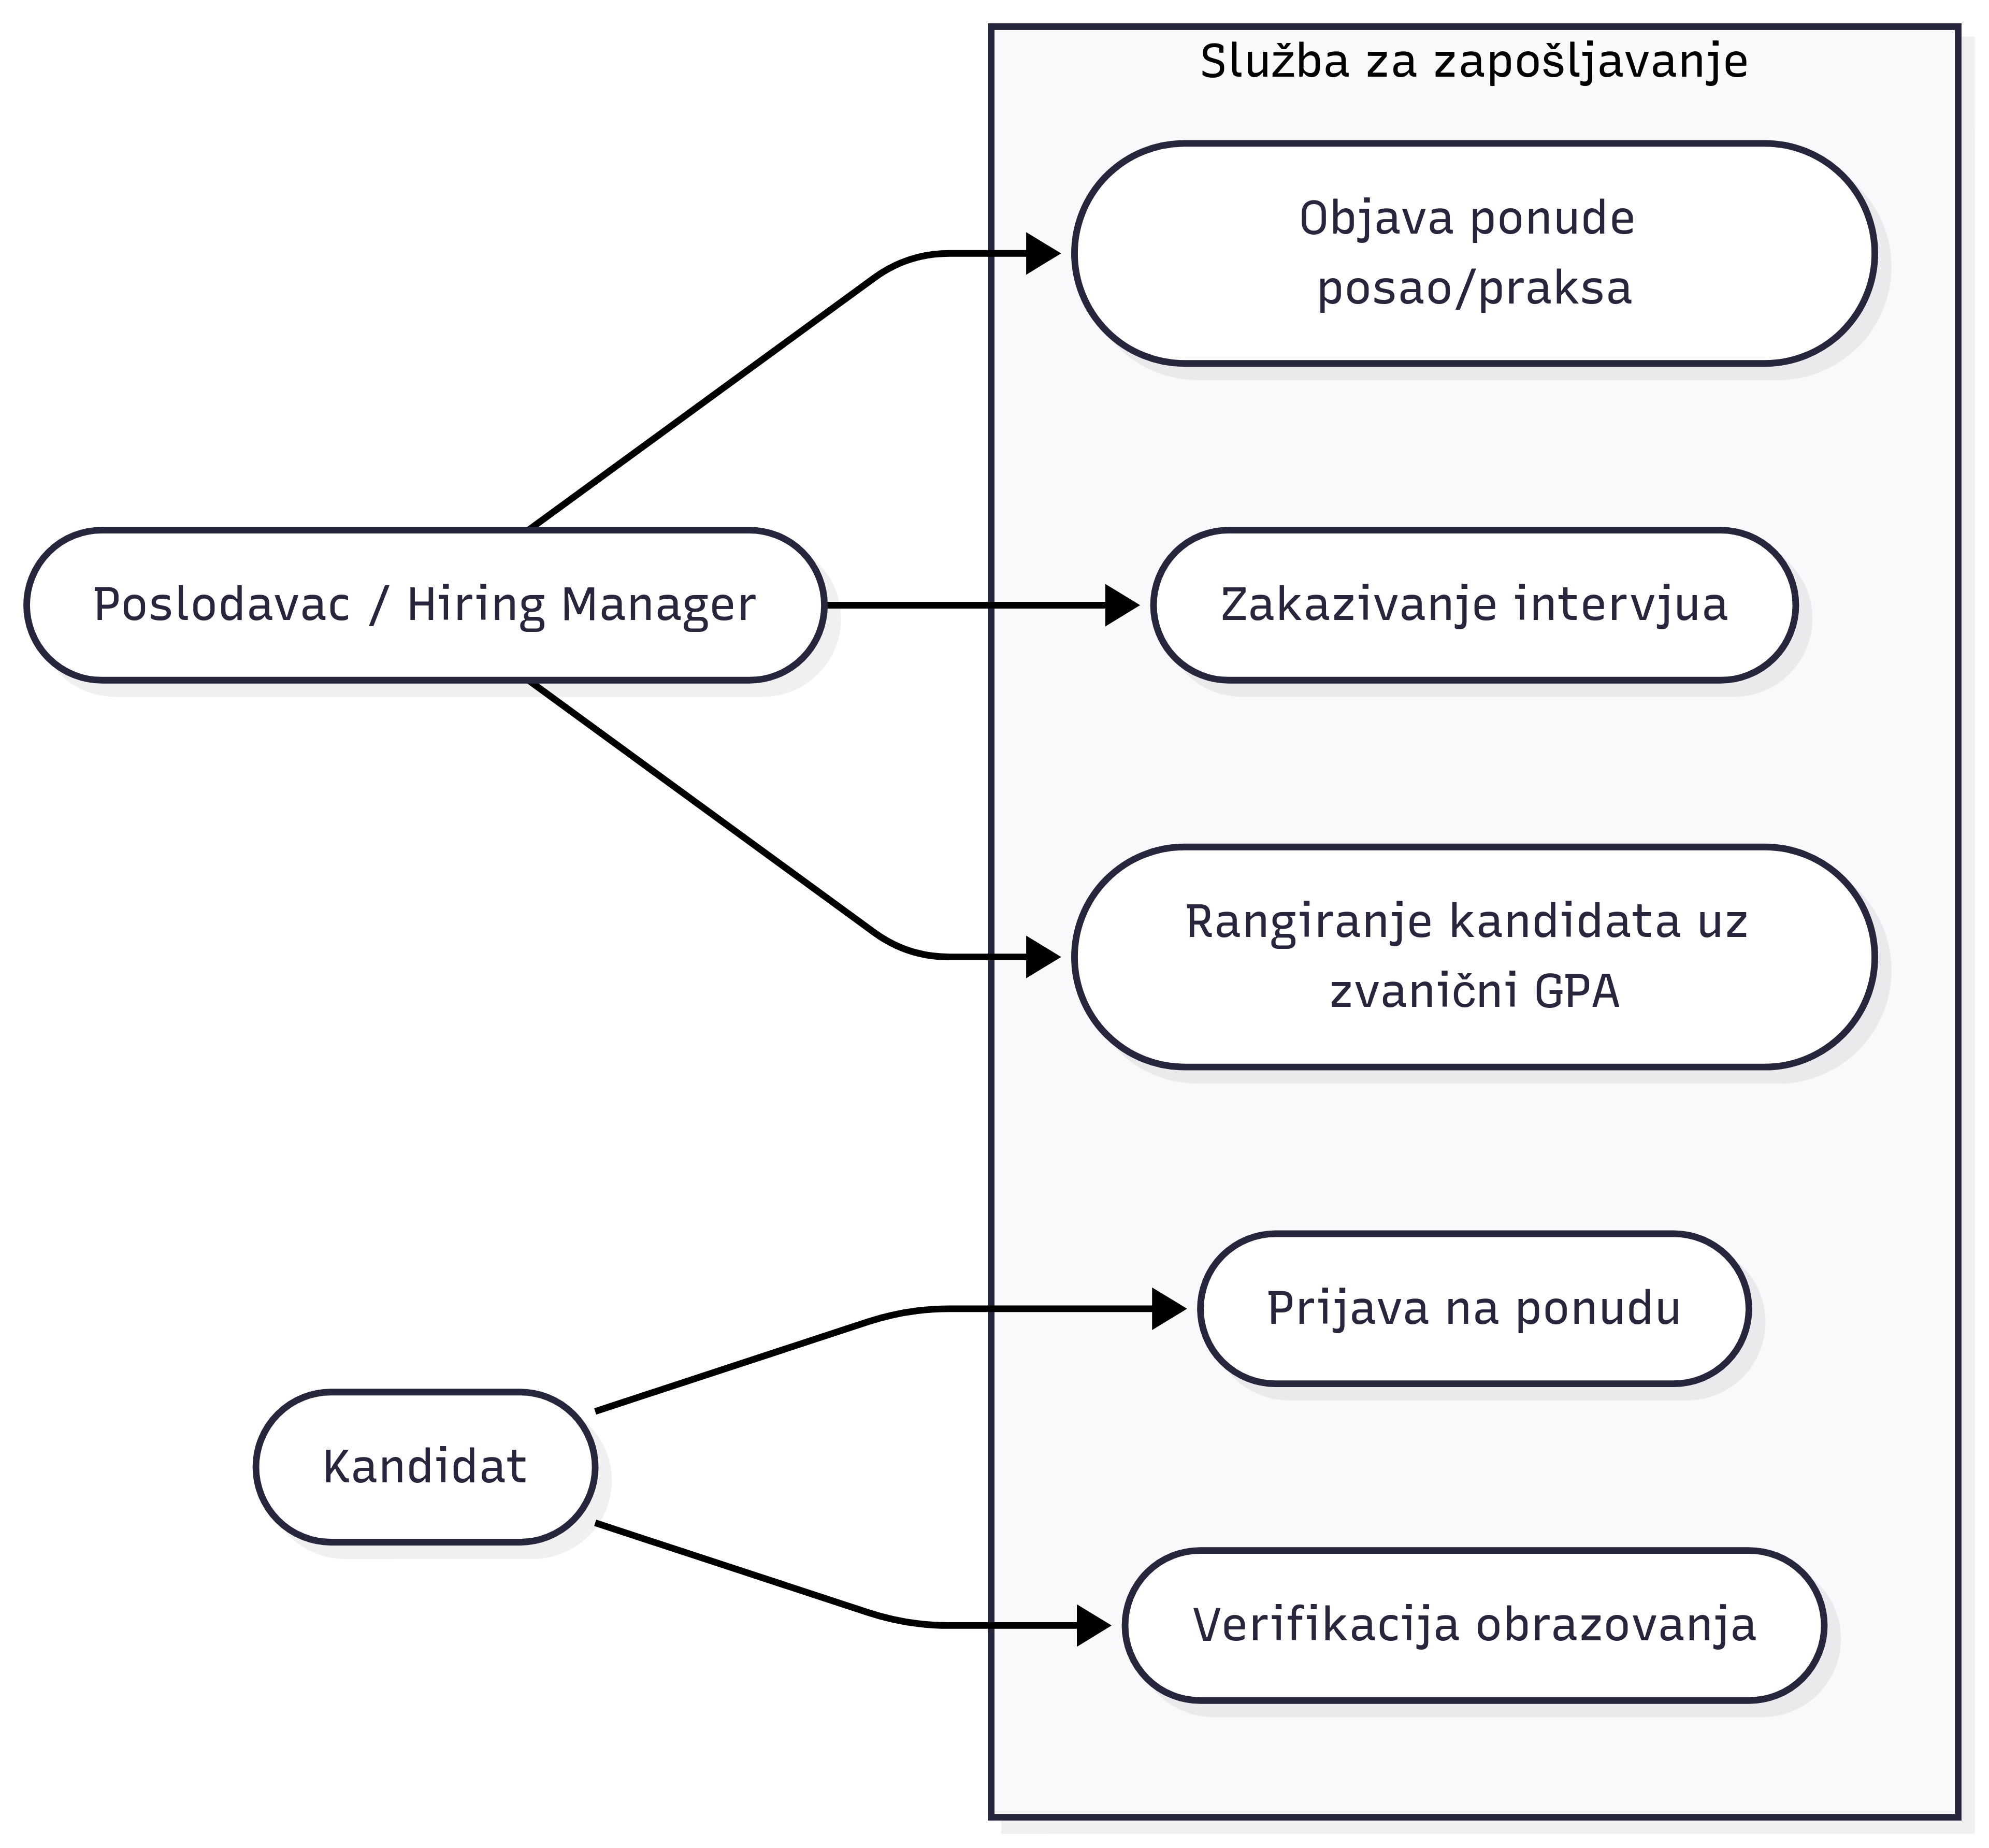 Služba za zapošljavanje
Objava ponude
posao/praksa
Poslodavac / Hiring Manager
Zakazivanje intervjua
Rangiranje kandidata uz
zvanični GPA
Prijava na ponudu
Kandidat
Verifikacija obrazovanja